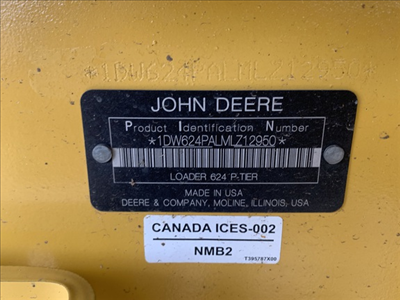 *1DW624PALMLZ12950*
JOHN DEERE
Product Identification Number
*1DW624PALMLZ12950*
LOADER 624 P-TIER
MADE IN USA
DEERE & COMPANY, MOLINE, ILLINOIS, USA
CANADA ICES-002
NMB2